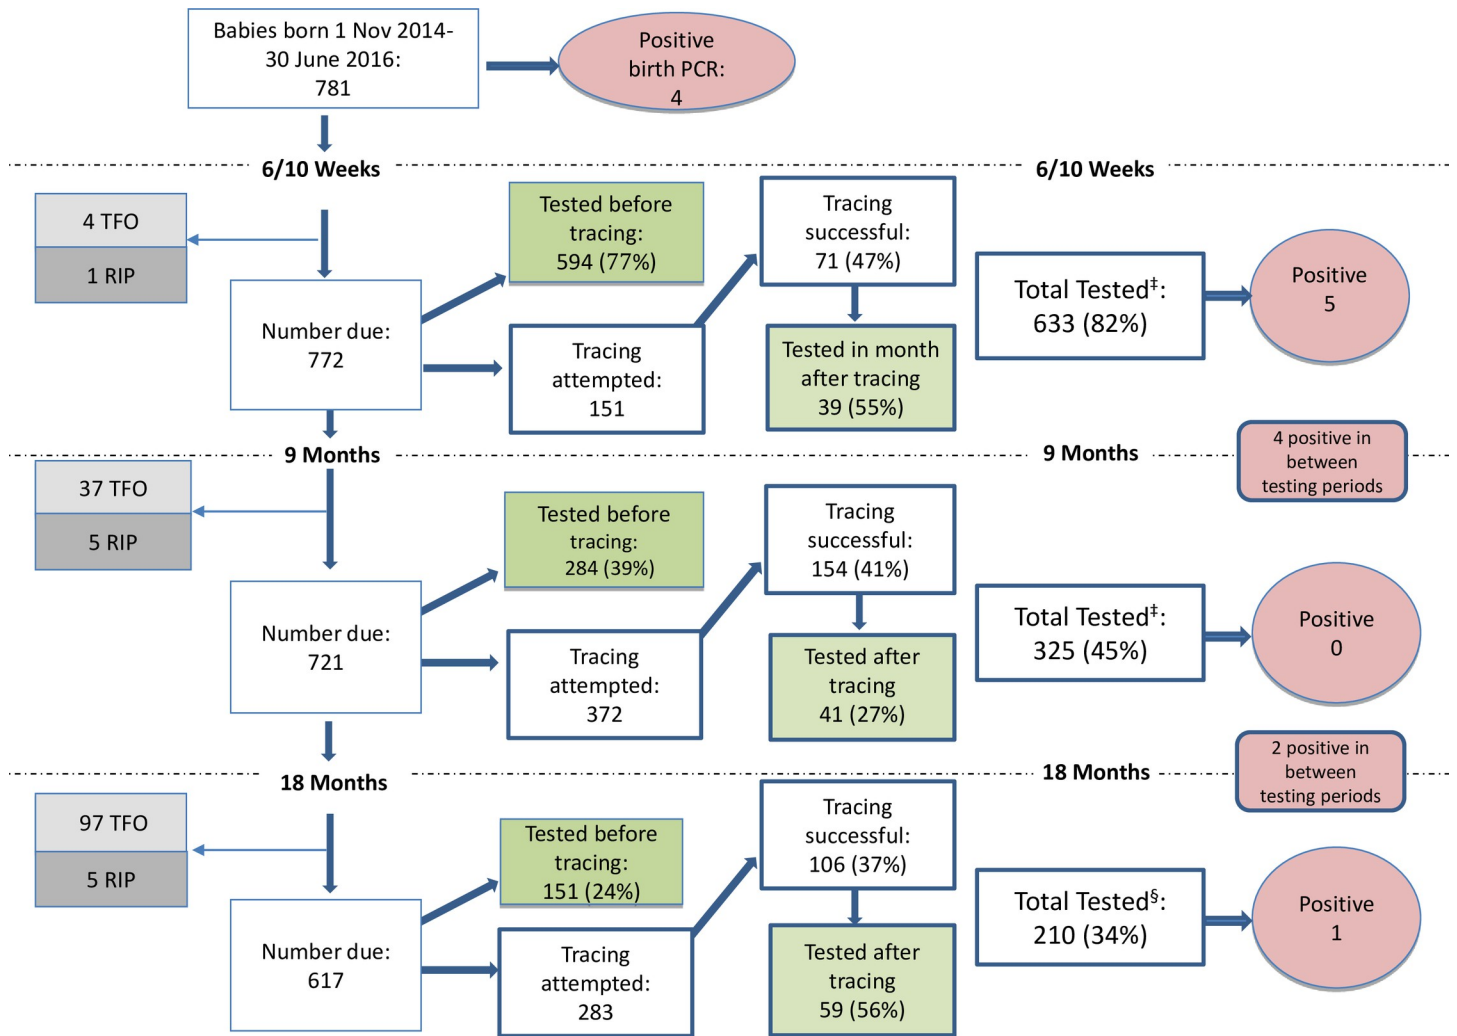 Babies born 1 Nov 2014-
30 June 2016:
781
Positive
birth PCR:
4
6/10 Weeks
6/10 Weeks
4 TFO
1 RIP
Number due:
772
Tested before
tracing:
594 (77%)
Tracing
attempted:
151
Tracing
successful:
71 (47%)
Tested in month
after tracing
39 (55%)
Total Tested‡:
633 (82%)
Positive
5
9 Months
9 Months
4 positive in
between
testing periods
37 TFO
5 RIP
Number due:
721
Tested before
tracing:
284 (39%)
Tracing
attempted:
372
Tracing
successful:
154 (41%)
Tested after
tracing
41 (27%)
Total Tested‡:
325 (45%)
Positive
0
18 Months
18 Months
2 positive in
between
testing periods
97 TFO
5 RIP
Number due:
617
Tested before
tracing:
151 (24%)
Tracing
attempted:
283
Tracing
successful:
106 (37%)
Tested after
tracing
59 (56%)
Total Tested§:
210 (34%)
Positive
1